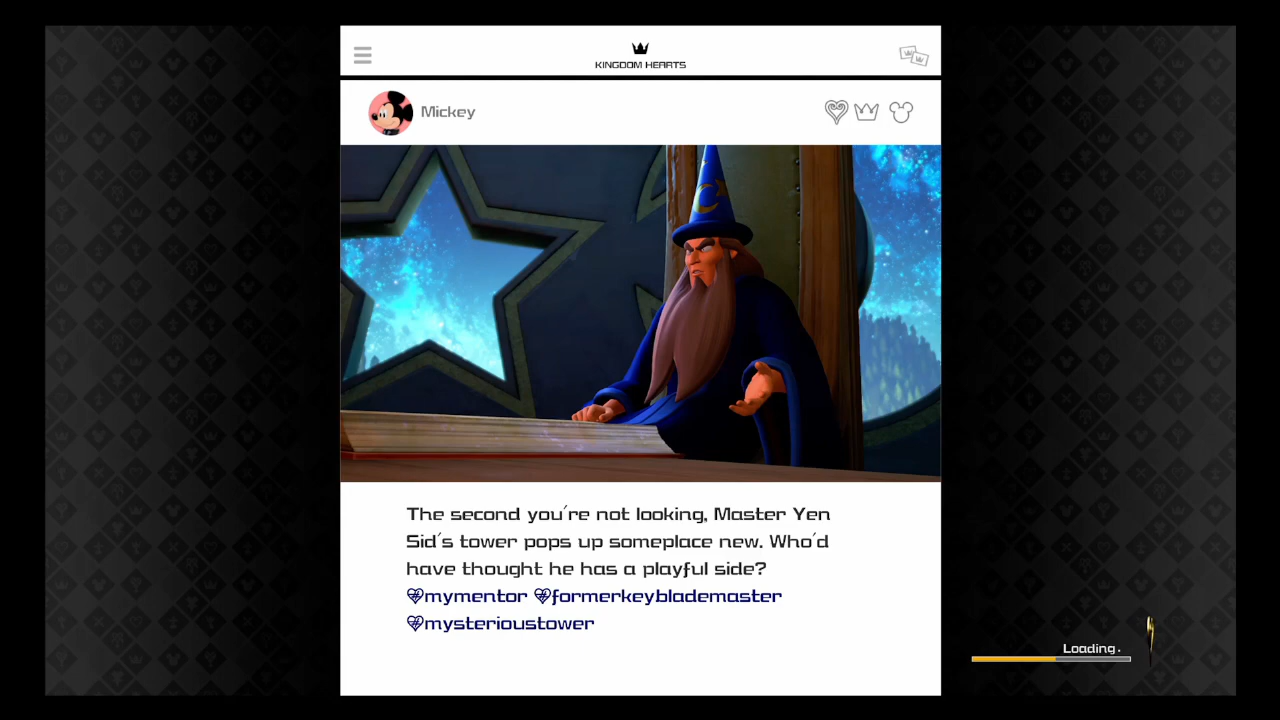 KINGDOM HEARTS
Mickey
The second you're not looking, Master Yen
Sid's tower pops up someplace new. Who'd
have thought he has a playful side?
mymentor formerkeyblademaster
mysterioustower
Loading.